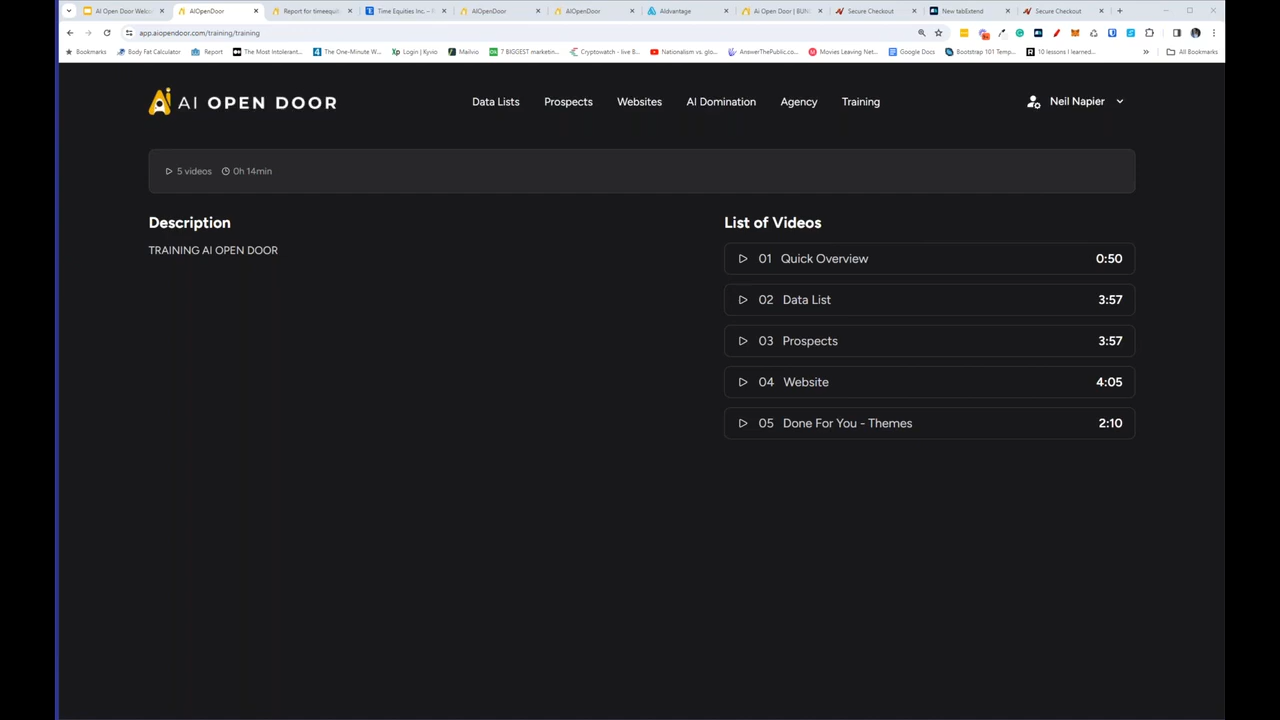 AI Open Door Welco
AIOpenDoor
Report for timeequit
Time Equities Inc. –
AIOpenDoor
AIOpenDoor
AIdvantage
Ai Open Door | BUN
Secure Checkout
New tabExtend
Secure Checkout
app.aiopendoor.com/training/training
Bookmarks
Body Fat Calculator
Report
The Most Intolerant...
The One-Minute W...
Login | Kyvio
Mailvio
7 BIGGEST marketin...
Cryptowatch - live B...
Nationalism vs. glo...
AnswerThePublic.co...
Movies Leaving Net...
Google Docs
Bootstrap 101 Temp...
10 lessons I learned...
All Bookmarks
AI OPEN DOOR
Data Lists
Prospects
Websites
AI Domination
Agency
Training
Neil Napier
5 videos
0h 14min
Description
TRAINING AI OPEN DOOR
List of Videos
01 Quick Overview 0:50
02 Data List 3:57
03 Prospects 3:57
04 Website 4:05
05 Done For You - Themes 2:10